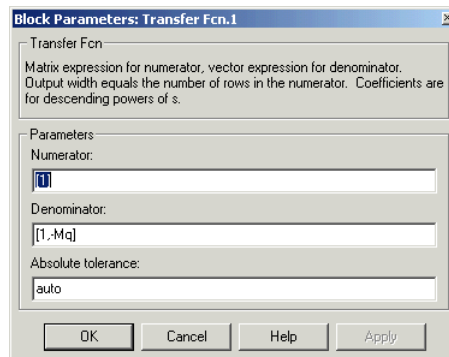 Block Parameters: Transfer Fcn.1
Transfer Fcn
Matrix expression for numerator, vector expression for denominator.
Output width equals the number of rows in the numerator.  Coefficients are
for descending powers of s.
Parameters
Numerator:
[1]
Denominator:
[1,-Mq]
Absolute tolerance:
auto
OK Cancel Help Apply